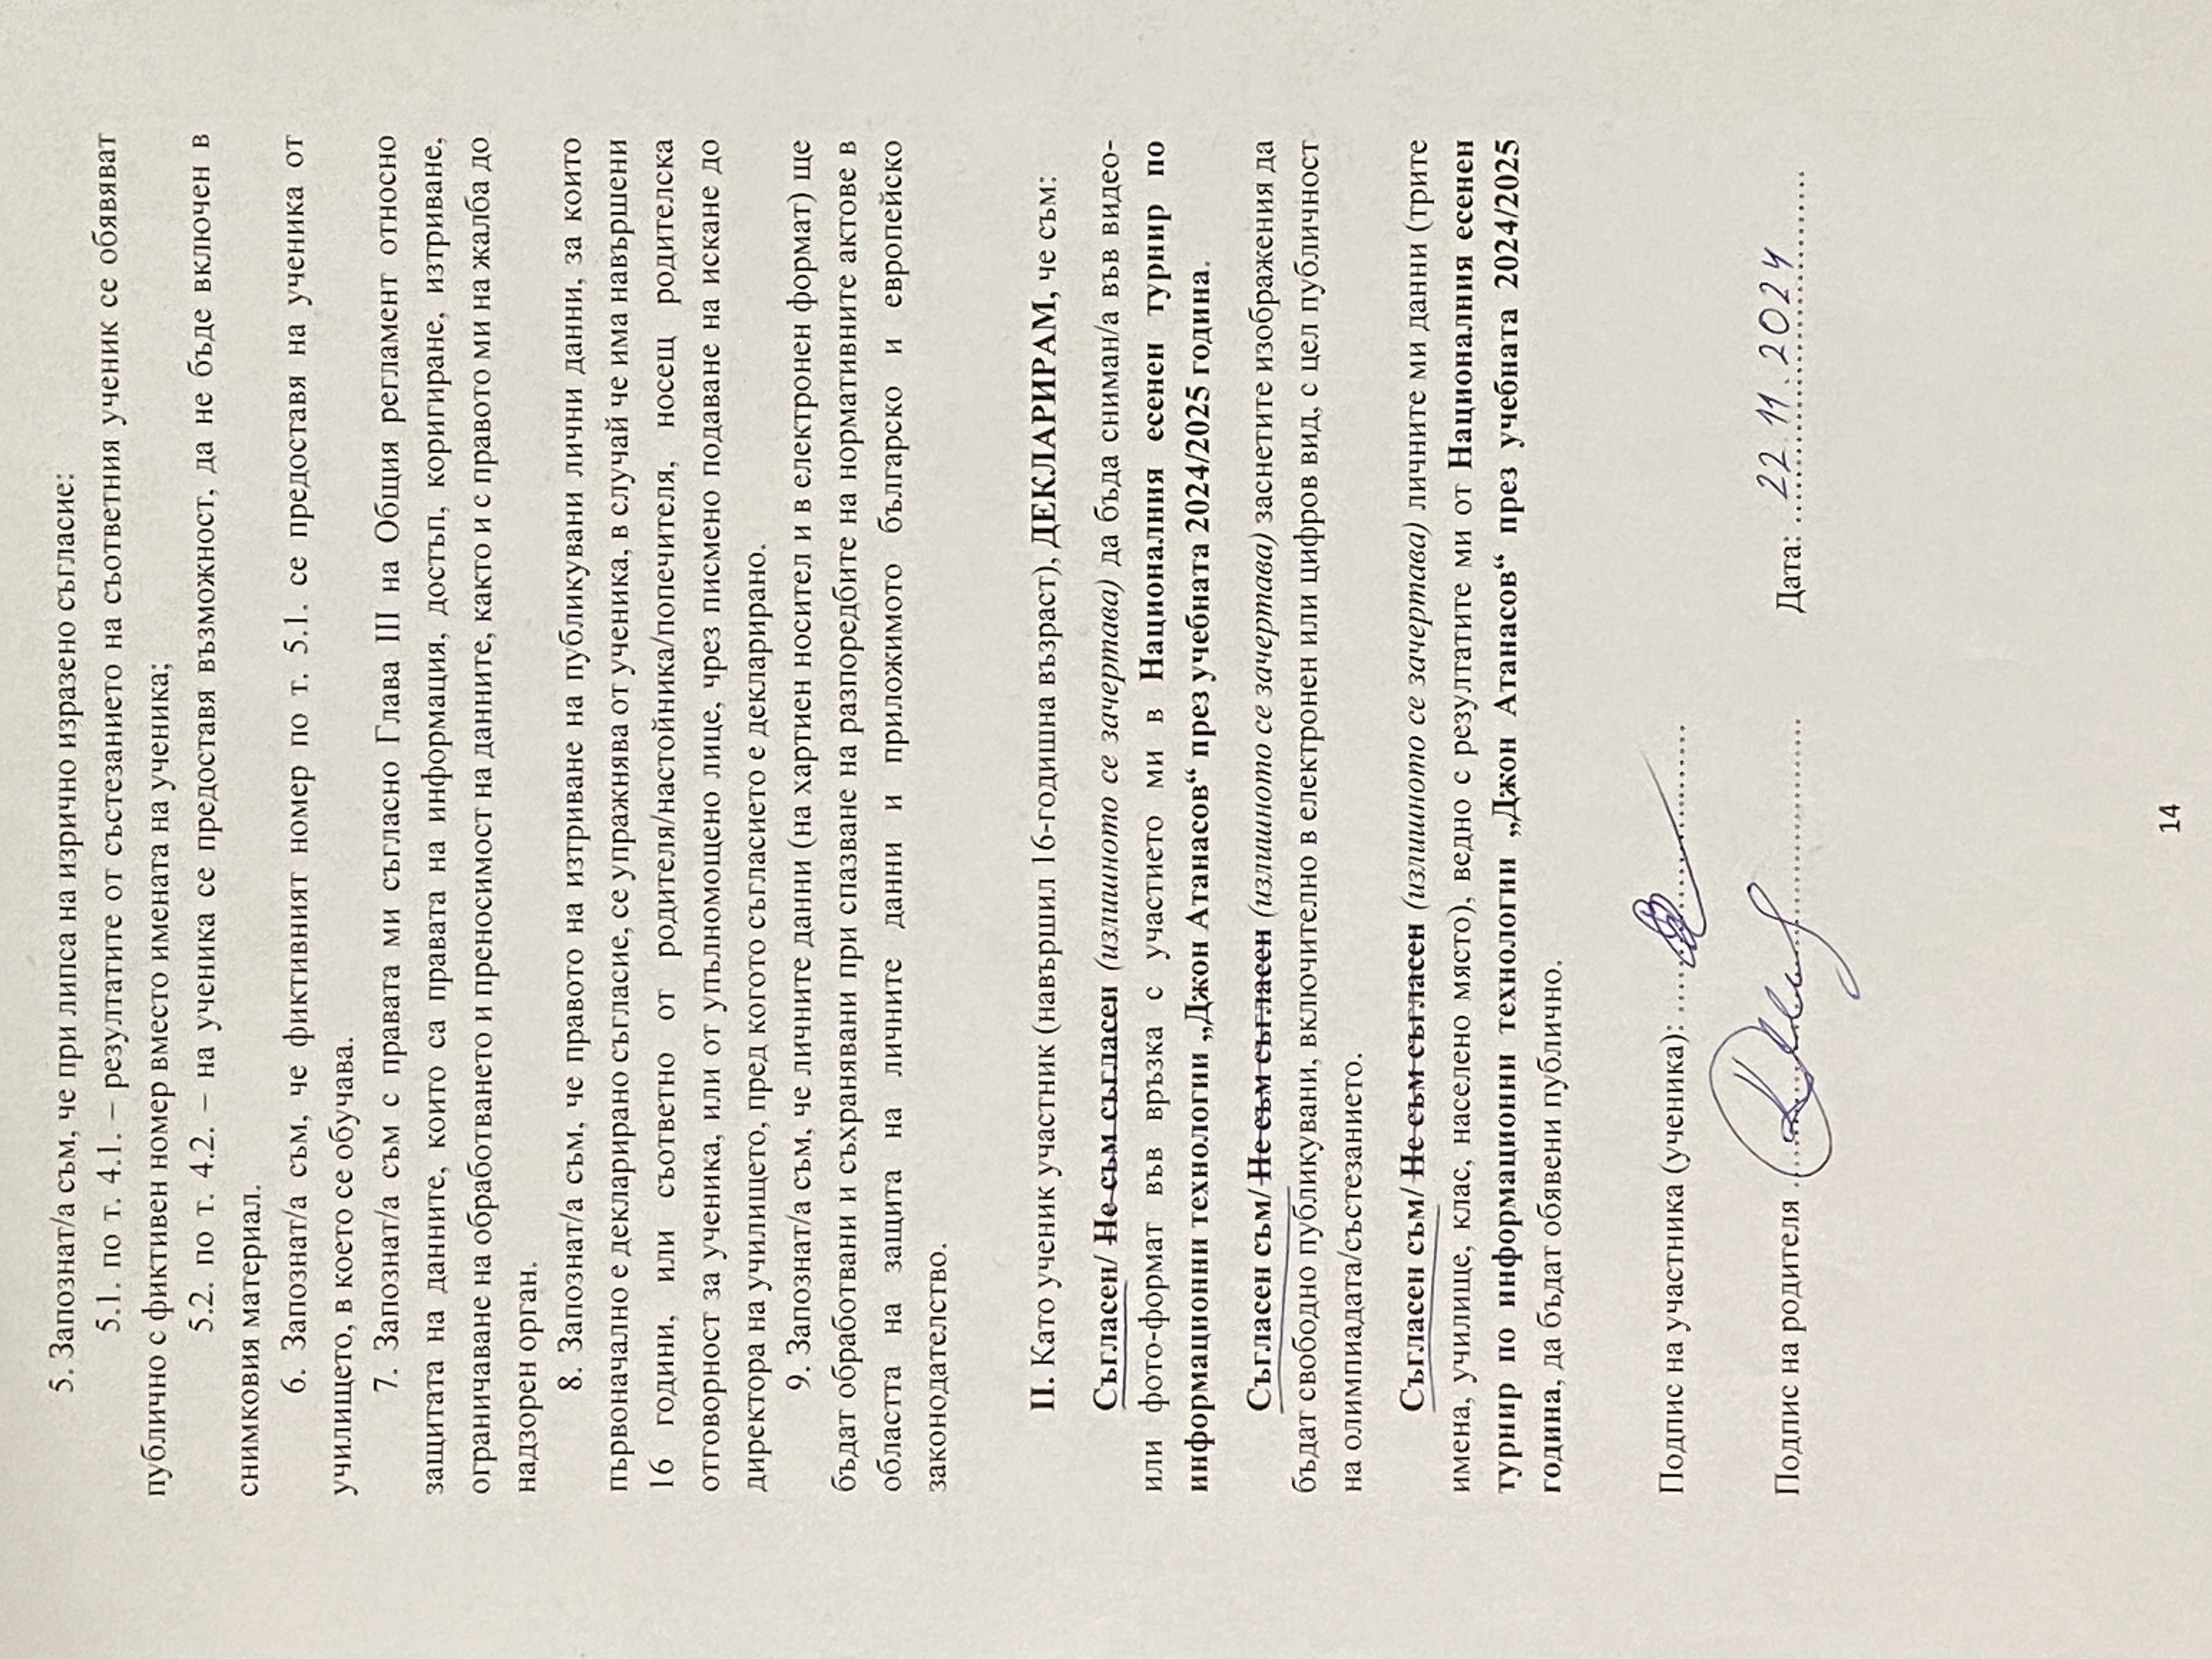 5. Запознат/а съм, че при липса на изрично изразено съгласие:
5.1. по т. 4.1. – резултатите от състезанието на съответния ученик се обявяват
публично с фиктивен номер вместо имената на ученика;
5.2. по т. 4.2. – на ученика се предоставя възможност, да не бъде включен в
снимковия материал.
6. Запознат/а съм, че фиктивният номер по т. 5.1. се предоставя на ученика от
училището, в което се обучава.
7. Запознат/а съм с правата ми съгласно Глава III на Общия регламент относно
защитата на данните, които са правата на информация, достъп, коригиране, изтриване,
ограничаване на обработването и преносимост на данните, както и с правото ми на жалба до
надзорен орган.
8. Запознат/а съм, че правото на изтриване на публикувани лични данни, за които
първоначално е декларирано съгласие, се упражнява от ученика, в случай че има навършени
16 години, или съответно от родителя/настойника/попечителя, носещ родителска
отговорност за ученика, или от упълномощено лице, чрез писмено подаване на искане до
директора на училището, пред когото съгласието е декларирано.
9. Запознат/а съм, че личните данни (на хартиен носител и в електронен формат) ще
бъдат обработвани и съхранявани при спазване на разпоредбите на нормативните актове в
областта на защита на личните данни и приложимото българско и европейско
законодателство.
II. Като ученик участник (навършил 16-годишна възраст), ДЕКЛАРИРАМ, че съм:
Съгласен/ Не съм съгласен (излишното се зачертава) да бъда сниман/а във видео-
или фото-формат във връзка с участието ми в Националния есенен турнир по
информационни технологии „Джон Атанасов“ през учебната 2024/2025 година.
Съгласен съм/ Не съм съгласен (излишното се зачертава) заснетите изображения да
бъдат свободно публикувани, включително в електронен или цифров вид, с цел публичност
на олимпиадата/състезанието.
Съгласен съм/ Не съм съгласен (излишното се зачертава) личните ми данни (трите
имена, училище, клас, населено място), ведно с резултатите ми от Националния есенен
турнир по информационни технологии „Джон Атанасов“ през учебната 2024/2025
година, да бъдат обявени публично.
Подпис на участника (ученика): ....................................
Подпис на родителя ............................................................ Дата: 22.11.2024
14